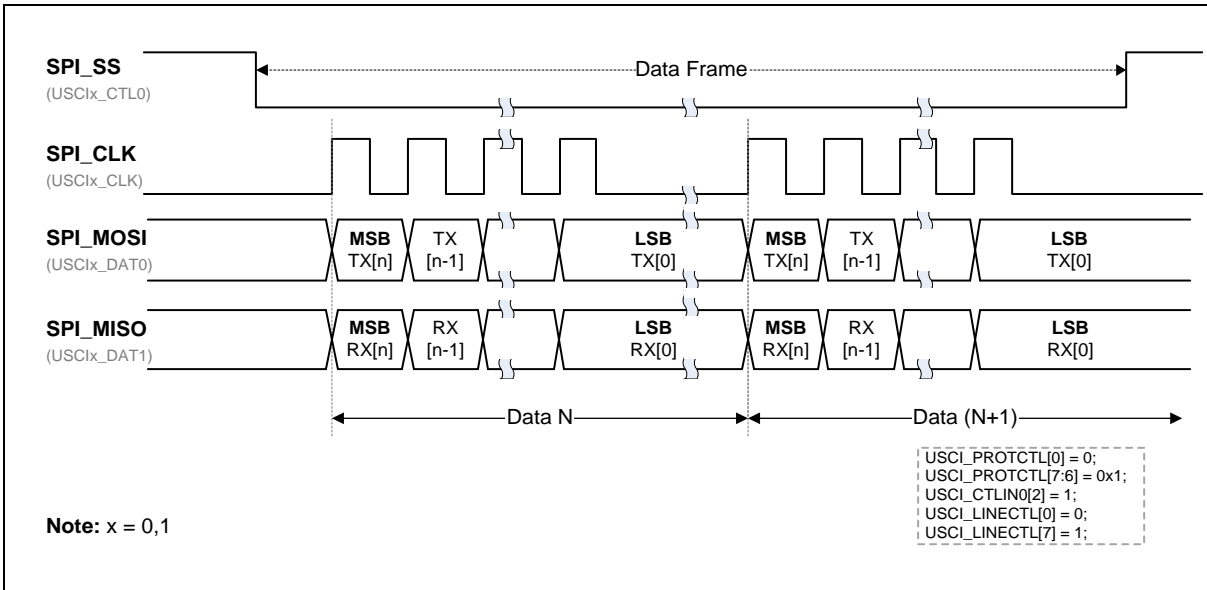 SPI_SS
(USCIx_CTL0)
Data Frame
SPI_CLK
(USCIx_CLK)
SPI_MOSI
(USCIx_DAT0)
MSB
TX[n]
TX
[n-1]
LSB
TX[0]
MSB
TX[n]
TX
[n-1]
LSB
TX[0]
SPI_MISO
(USCIx_DAT1)
MSB
RX[n]
RX
[n-1]
LSB
RX[0]
MSB
RX[n]
RX
[n-1]
LSB
RX[0]
Data N
Data (N+1)
USCI_PROTCTL[0] = 0;
USCI_PROTCTL[7:6] = 0x1;
USCI_CTLIN0[2] = 1;
USCI_LINECTL[0] = 0;
USCI_LINECTL[7] = 1;
Note: x = 0,1